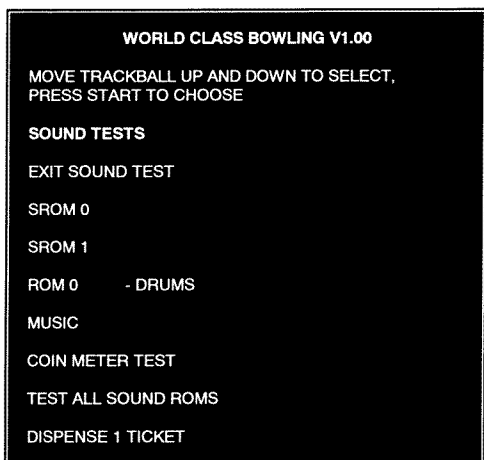 WORLD CLASS BOWLING V1.00
MOVE TRACKBALL UP AND DOWN TO SELECT,
PRESS START TO CHOOSE
SOUND TESTS
EXIT SOUND TEST
SROM 0
SROM 1
ROM 0 - DRUMS
MUSIC
COIN METER TEST
TEST ALL SOUND ROMS
DISPENSE 1 TICKET